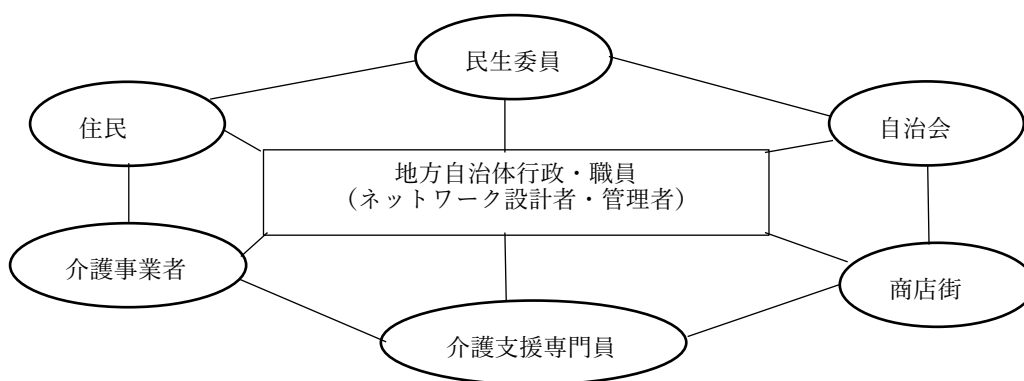 民生委員
住民
自治会
地方自治体行政・職員
（ネットワーク設計者・管理者）
介護事業者
商店街
介護支援専門員